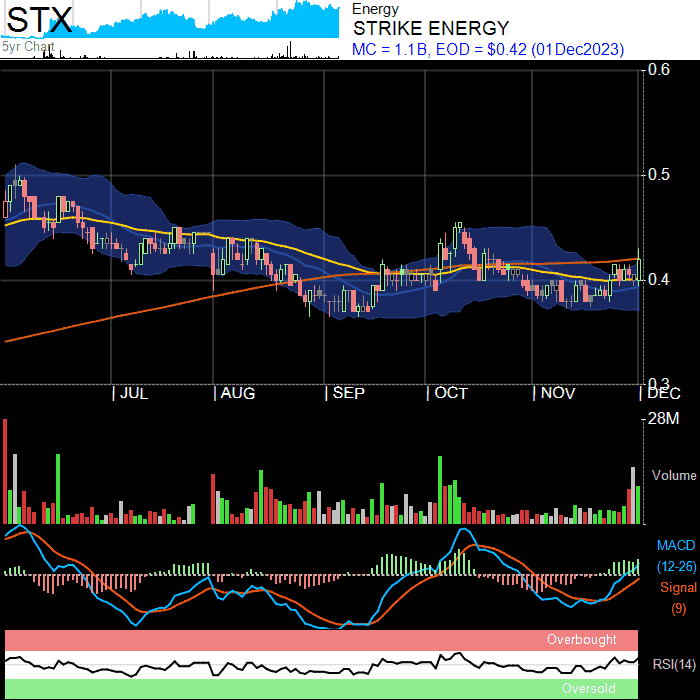 STX
5yr Chart
Energy
STRIKE ENERGY
MC = 1.1B, EOD = $0.42 (01Dec2023)
0.6
0.5
0.4
0.3
JUL AUG SEP OCT NOV DEC
28M
Volume
MACD
(12-26)
Signal
(9)
Overbought
RSI(14)
Oversold